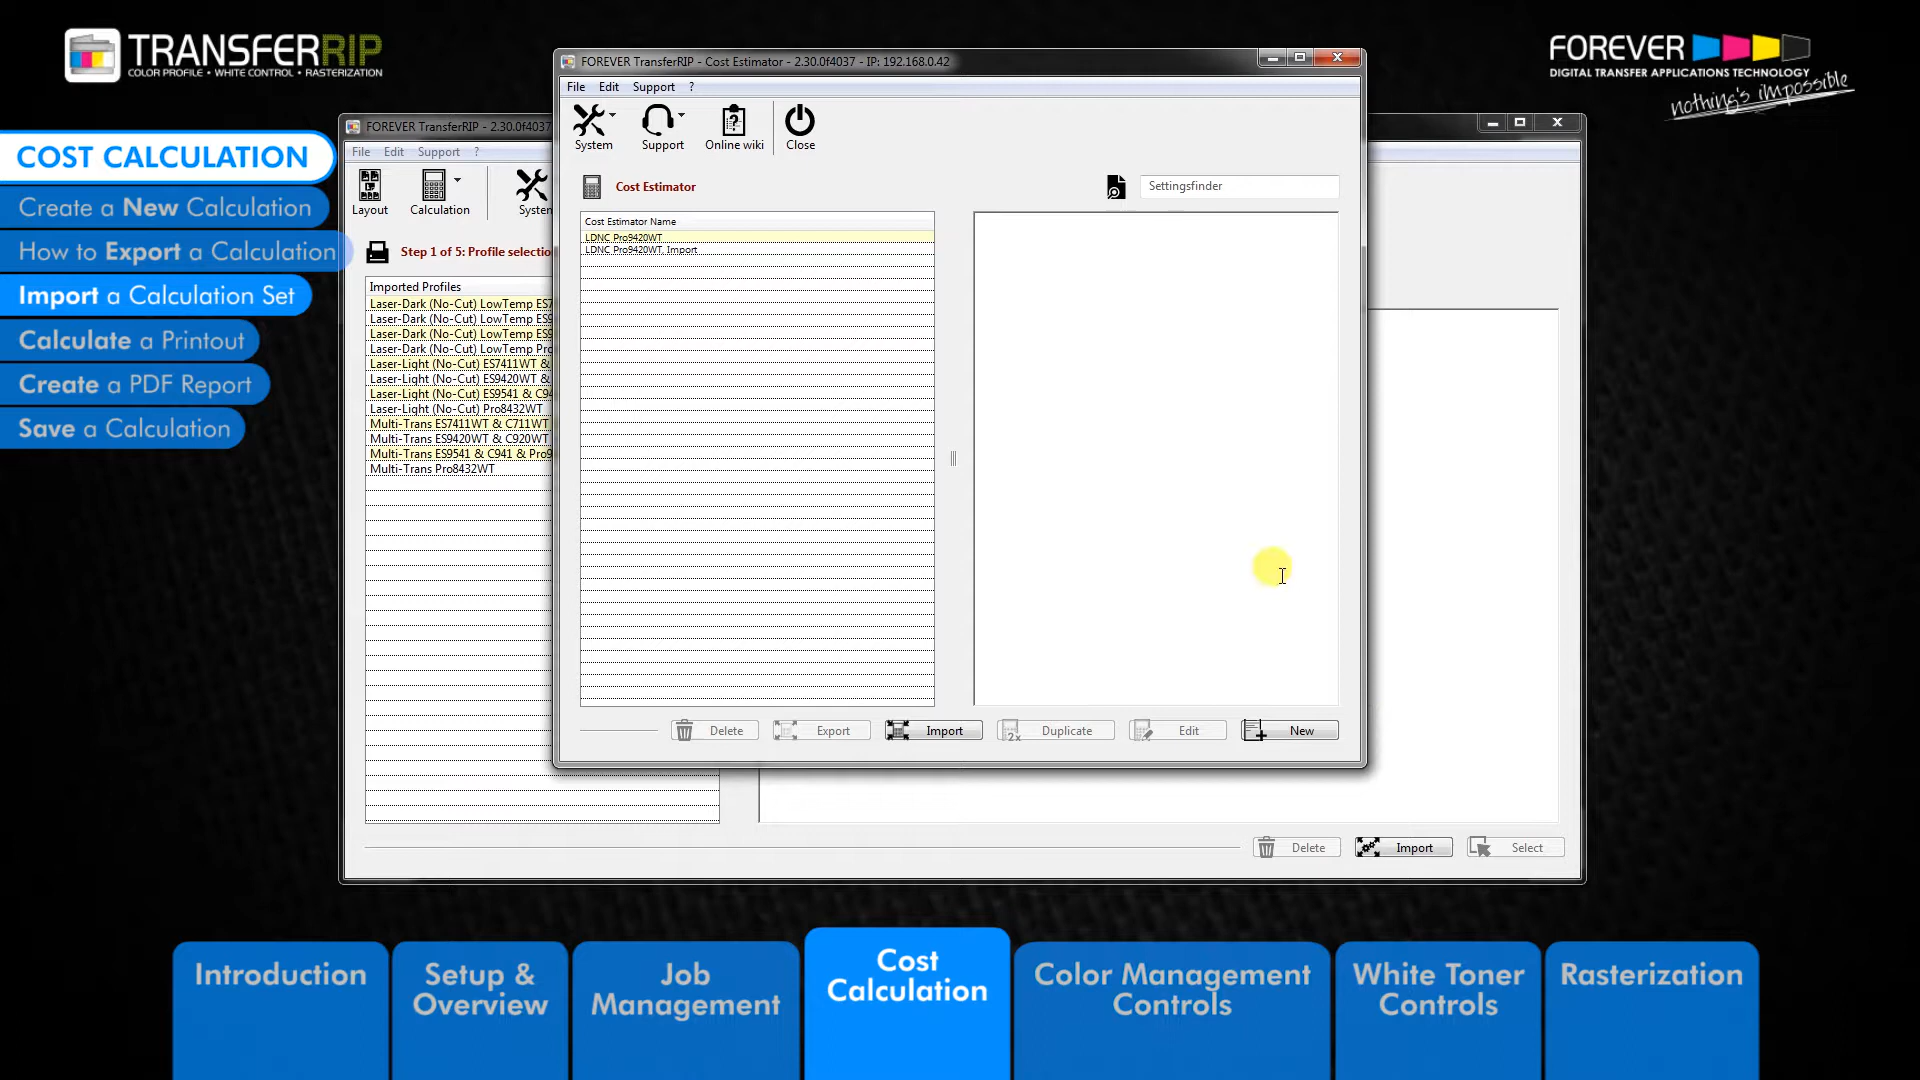 TRANSFERRIP
COLOR PROFILE • WHITE CONTROL • RASTERIZATION
FOREVER
DIGITAL TRANSFER APPLICATIONS TECHNOLOGY
nothing's impossible
COST CALCULATION
Create a New Calculation
How to Export a Calculation
Import a Calculation Set
Calculate a Printout
Create a PDF Report
Save a Calculation
FOREVER TransferRIP - 2.30.0f4037
File Edit Support ?
Layout Calculation System
Step 1 of 5: Profile selectio
Imported Profiles
Laser-Dark (No-Cut) LowTemp ES7
Laser-Dark (No-Cut) LowTemp ES9
Laser-Dark (No-Cut) LowTemp ES9
Laser-Dark (No-Cut) LowTemp Pro
Laser-Light (No-Cut) ES7411WT &
Laser-Light (No-Cut) ES9420WT &
Laser-Light (No-Cut) ES9541 & C94
Laser-Light (No-Cut) Pro8432WT
Multi-Trans ES7411WT & C711WT
Multi-Trans ES9420WT & C920WT
Multi-Trans ES9541 & C941 & Pro9
Multi-Trans Pro8432WT
Delete Import Select
FOREVER TransferRIP - Cost Estimator - 2.30.0f4037 - IP: 192.168.0.42
File Edit Support ?
System Support Online wiki Close
Cost Estimator
Settingsfinder
Cost Estimator Name
LDNC Pro9420WT
LDNC Pro9420WT, Import
Delete Export Import Duplicate Edit New
Introduction
Setup &
Overview
Job
Management
Cost
Calculation
Color Management
Controls
White Toner
Controls
Rasterization